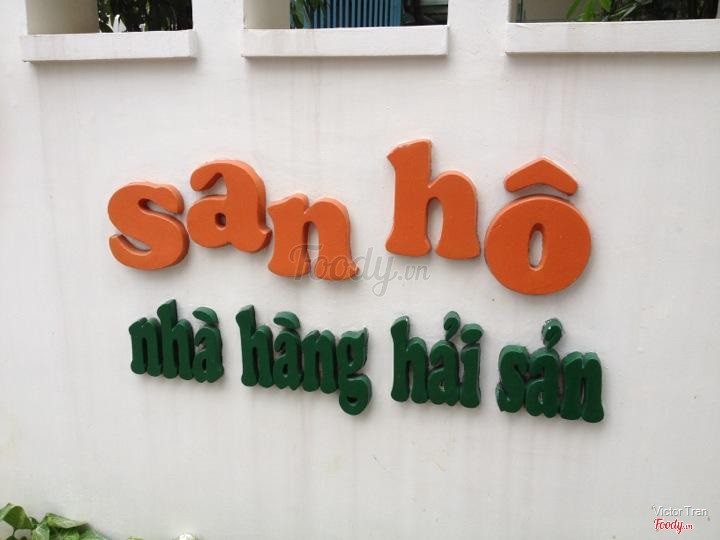 san hô
nhà hàng hải sản
Foody.vn
Victor Tran
Foody.vn